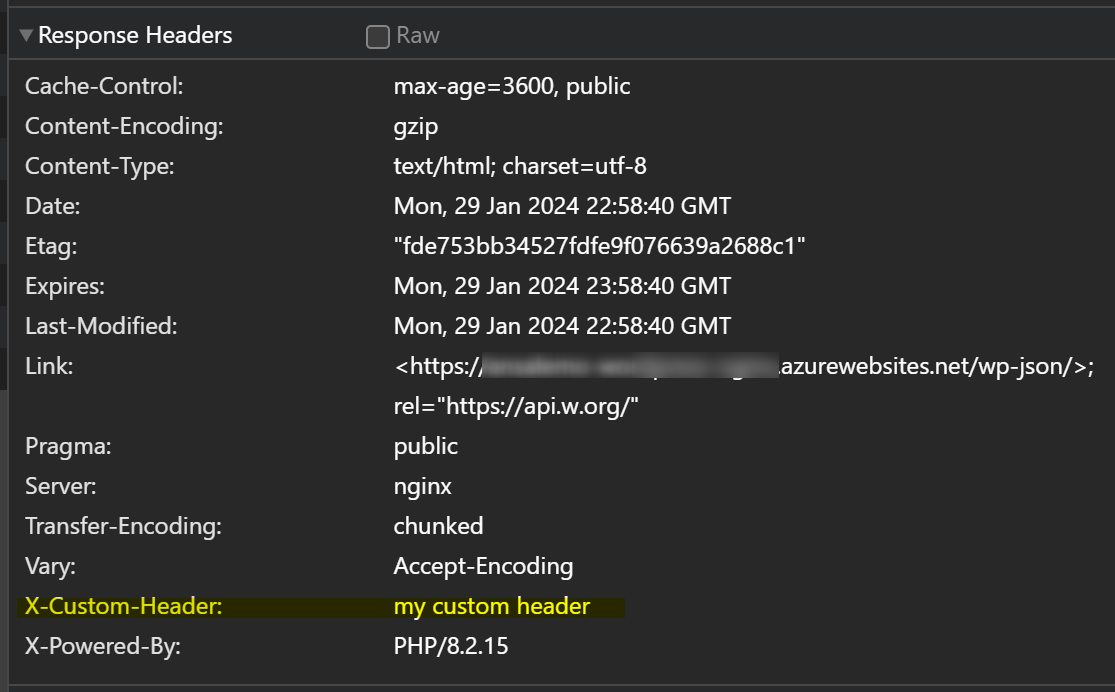 Response Headers Raw
Cache-Control: max-age=3600, public
Content-Encoding: gzip
Content-Type: text/html; charset=utf-8
Date: Mon, 29 Jan 2024 22:58:40 GMT
Etag: "fde753bb34527fdfe9f076639a2688c1"
Expires: Mon, 29 Jan 2024 23:58:40 GMT
Last-Modified: Mon, 29 Jan 2024 22:58:40 GMT
Link: <https:/ .azurewebsites.net/wp-json/>;
rel="https://api.w.org/"
Pragma: public
Server: nginx
Transfer-Encoding: chunked
Vary: Accept-Encoding
X-Custom-Header: my custom header
X-Powered-By: PHP/8.2.15